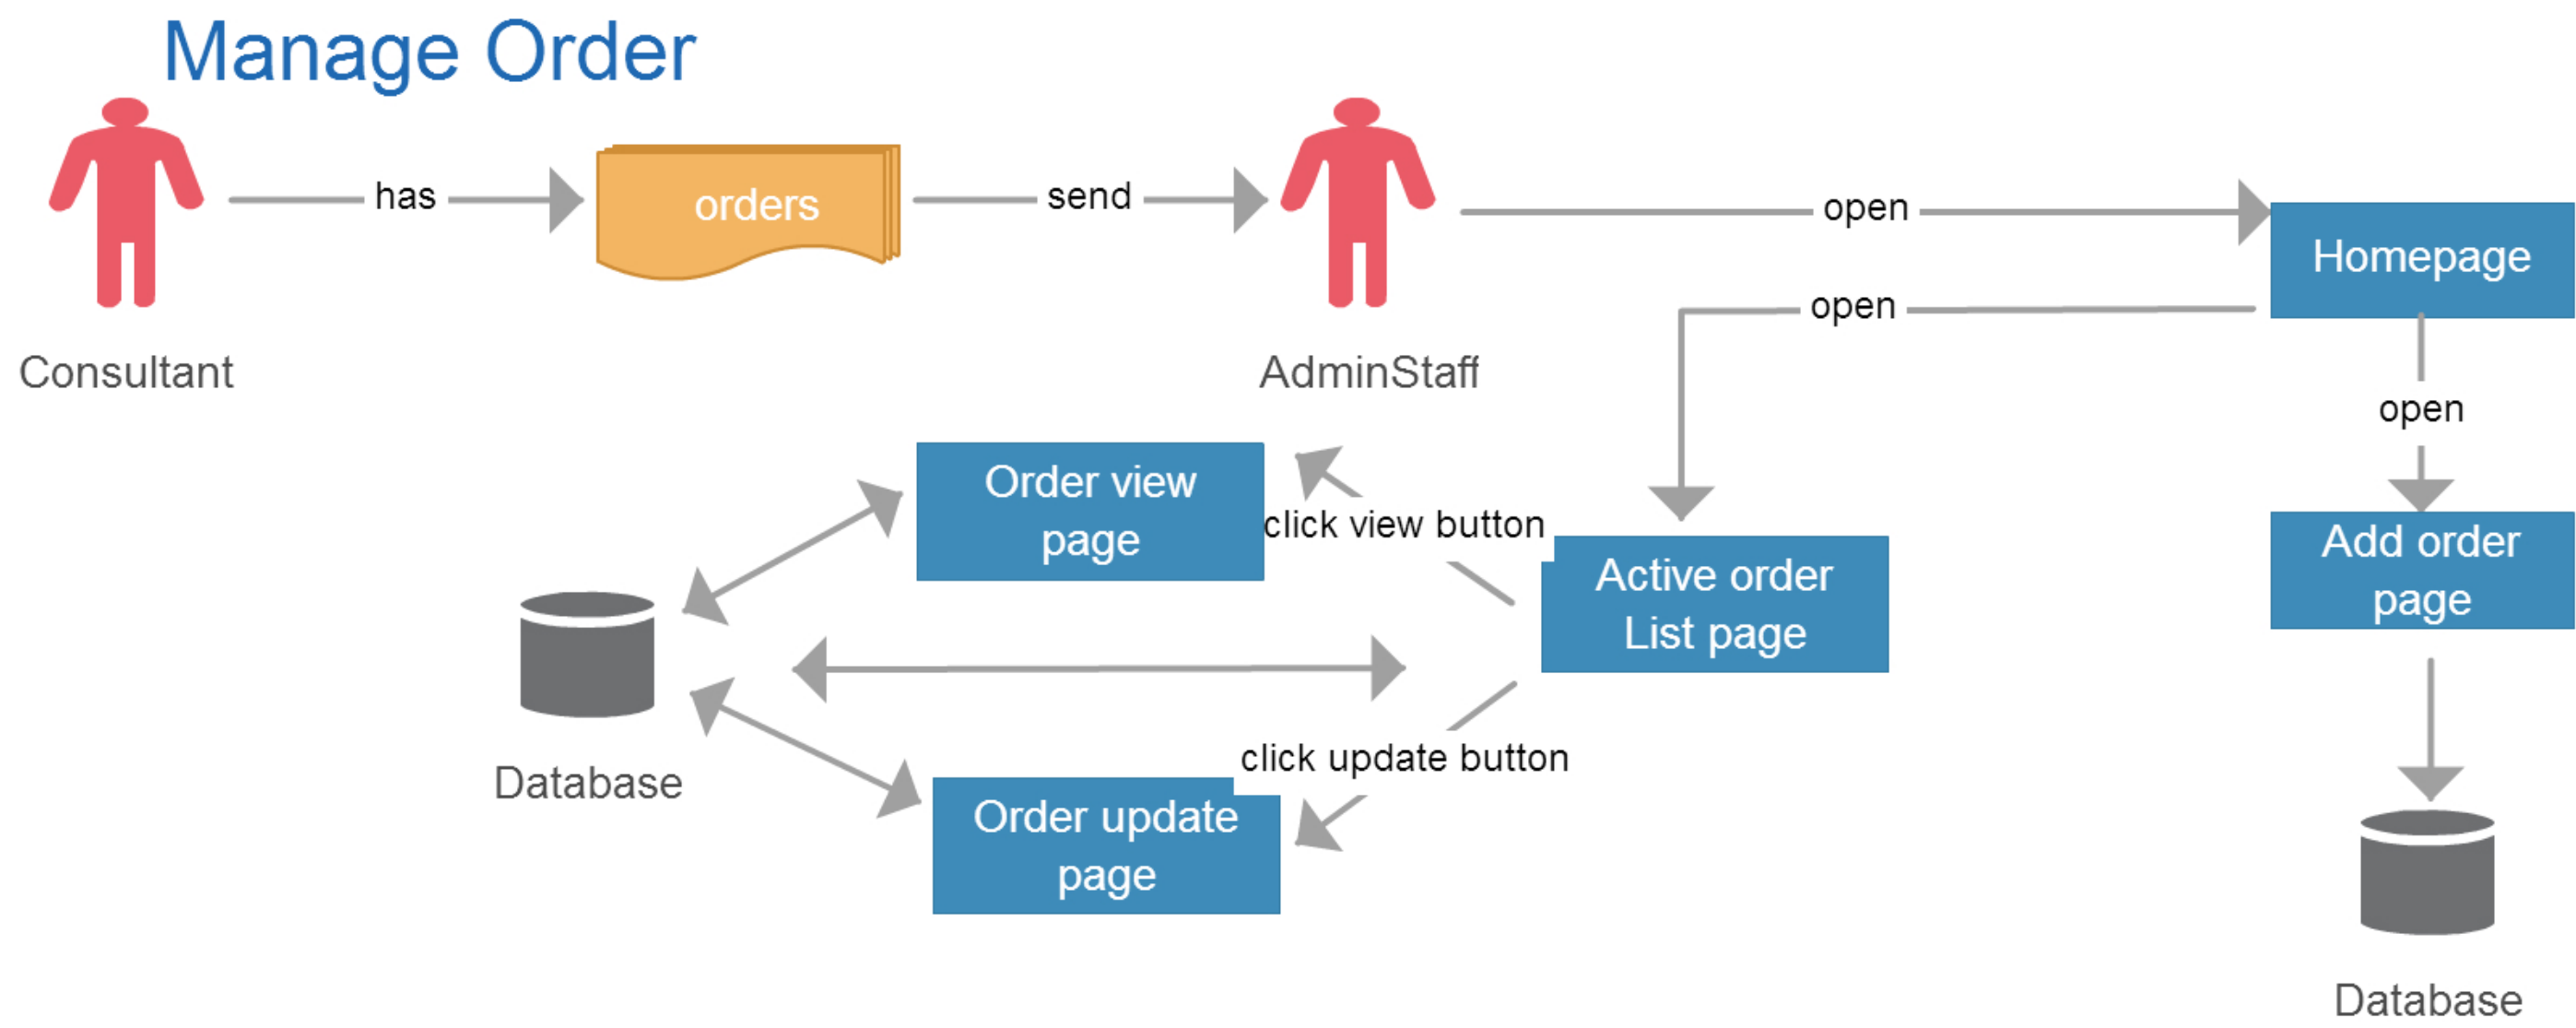 Manage Order
has
orders
send
open
Homepage
open
Consultant
AdminStaff
open
Order view
page
click view button
Active order
List page
Add order
page
Database
click update button
Order update
page
Database